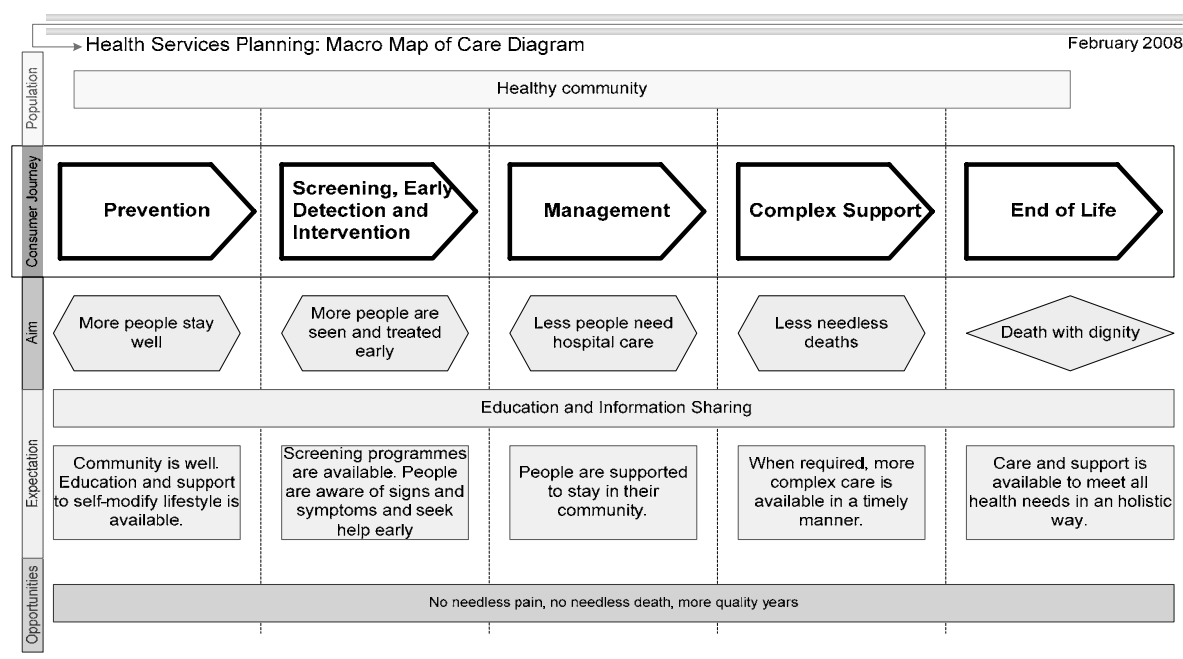 Health Services Planning: Macro Map of Care Diagram
February 2008
Population
Healthy community
Consumer Journey
Prevention
Screening, Early
Detection and
Intervention
Management
Complex Support
End of Life
Aim
More people stay
well
More people are
seen and treated
early
Less people need
hospital care
Less needless
deaths
Death with dignity
Expectation
Education and Information Sharing
Community is well.
Education and support
to self-modify lifestyle is
available.
Screening programmes
are available. People
are aware of signs and
symptoms and seek
help early
People are supported
to stay in their
community.
When required, more
complex care is
available in a timely
manner.
Care and support is
available to meet all
health needs in an holistic
way.
Opportunities
No needless pain, no needless death, more quality years